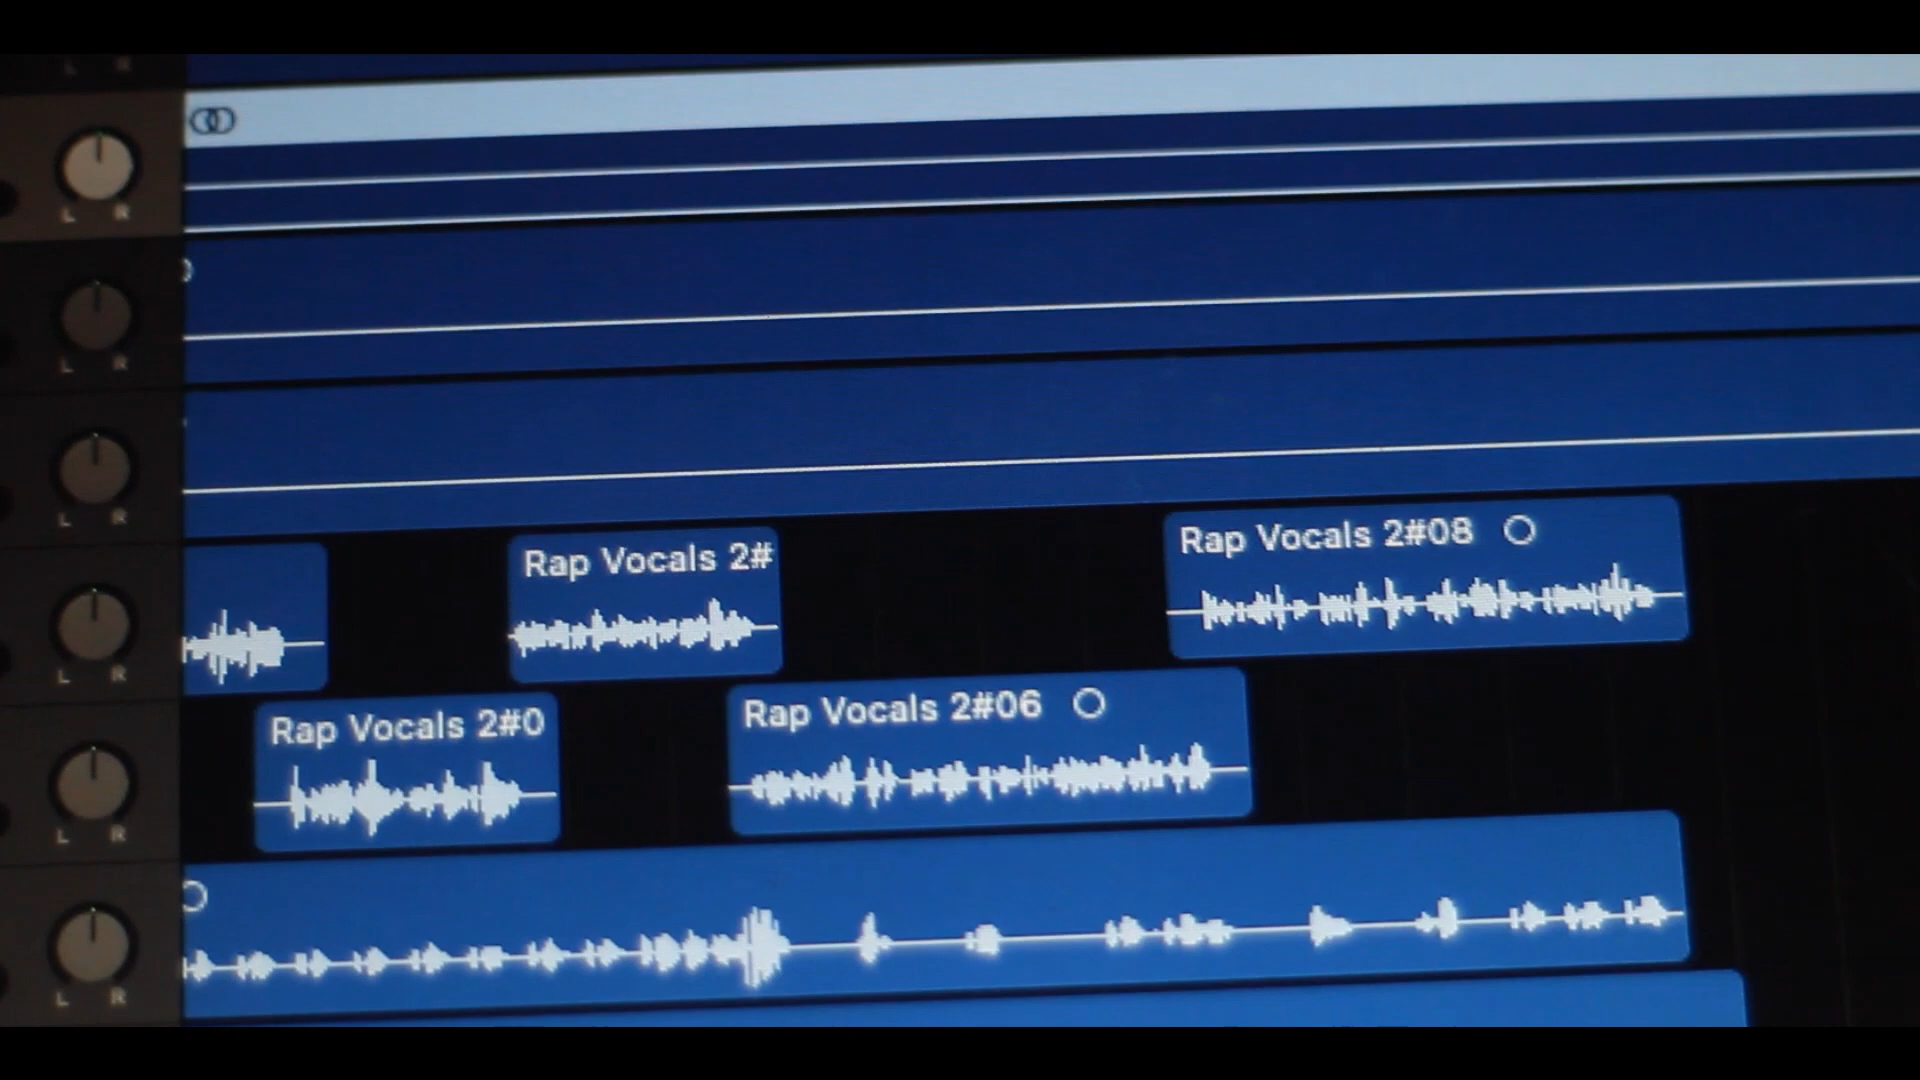 L R
L R
L R
L R
Rap Vocals 2#
Rap Vocals 2#08
L R
Rap Vocals 2#0
Rap Vocals 2#06
L R
L R